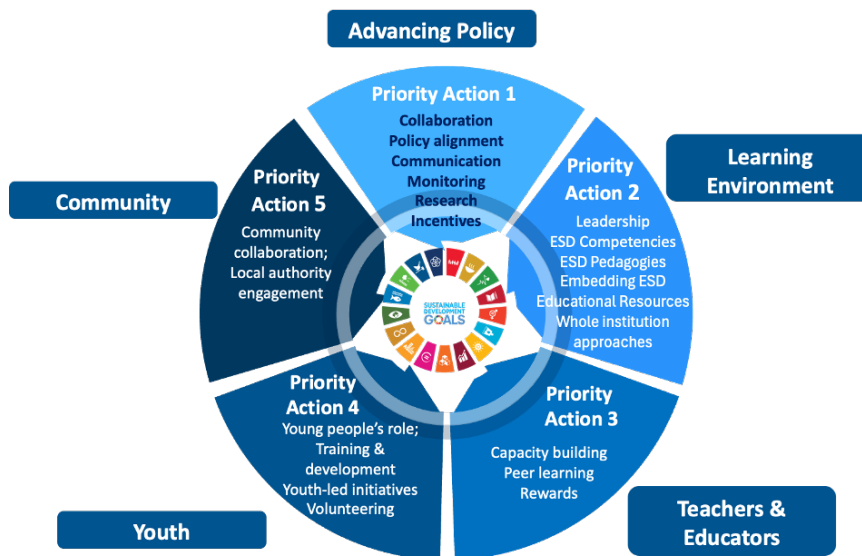 Advancing Policy
Priority Action 1
Collaboration
Policy alignment
Communication
Monitoring
Research
Incentives
Learning
Environment
Priority
Action 2
Leadership
ESD Competencies
ESD Pedagogies
Embedding ESD
Educational Resources
Whole institution
approaches
Teachers &
Educators
Priority
Action 3
Capacity building
Peer learning
Rewards
Youth
Priority
Action 4
Young people's role;
Training &
development
Youth-led initiatives
Volunteering
Community
Priority
Action 5
Community
collaboration;
Local authority
engagement
SUSTAINABLE
DEVELOPMENT
GOALS